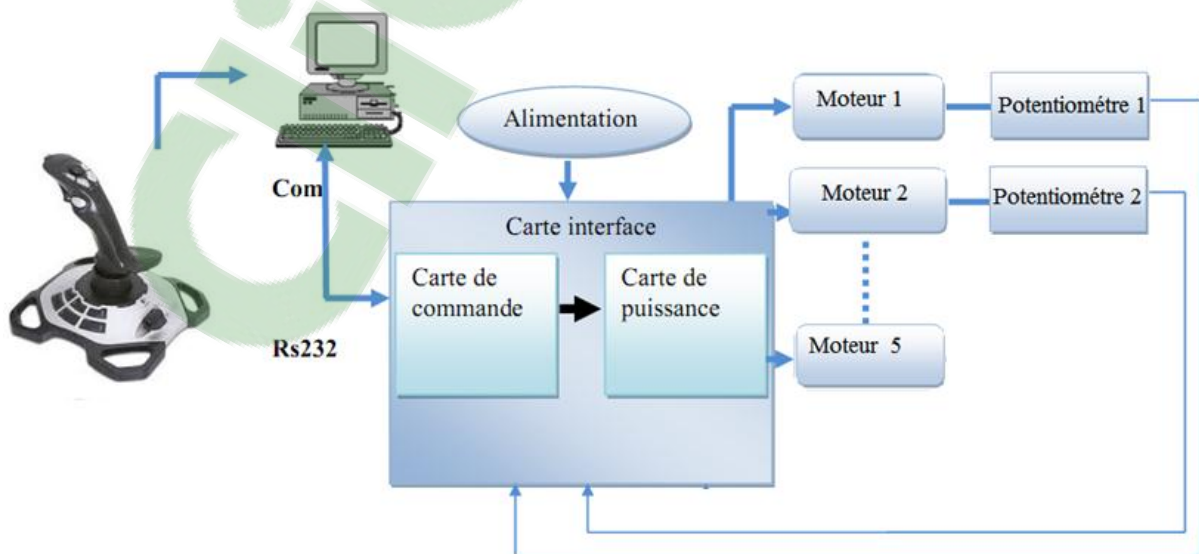 Alimentation
Moteur 1
Potentiométre 1
Com
Moteur 2
Potentiométre 2
Carte interface
Carte de
commande
Carte de
puissance
Rs232
Moteur 5